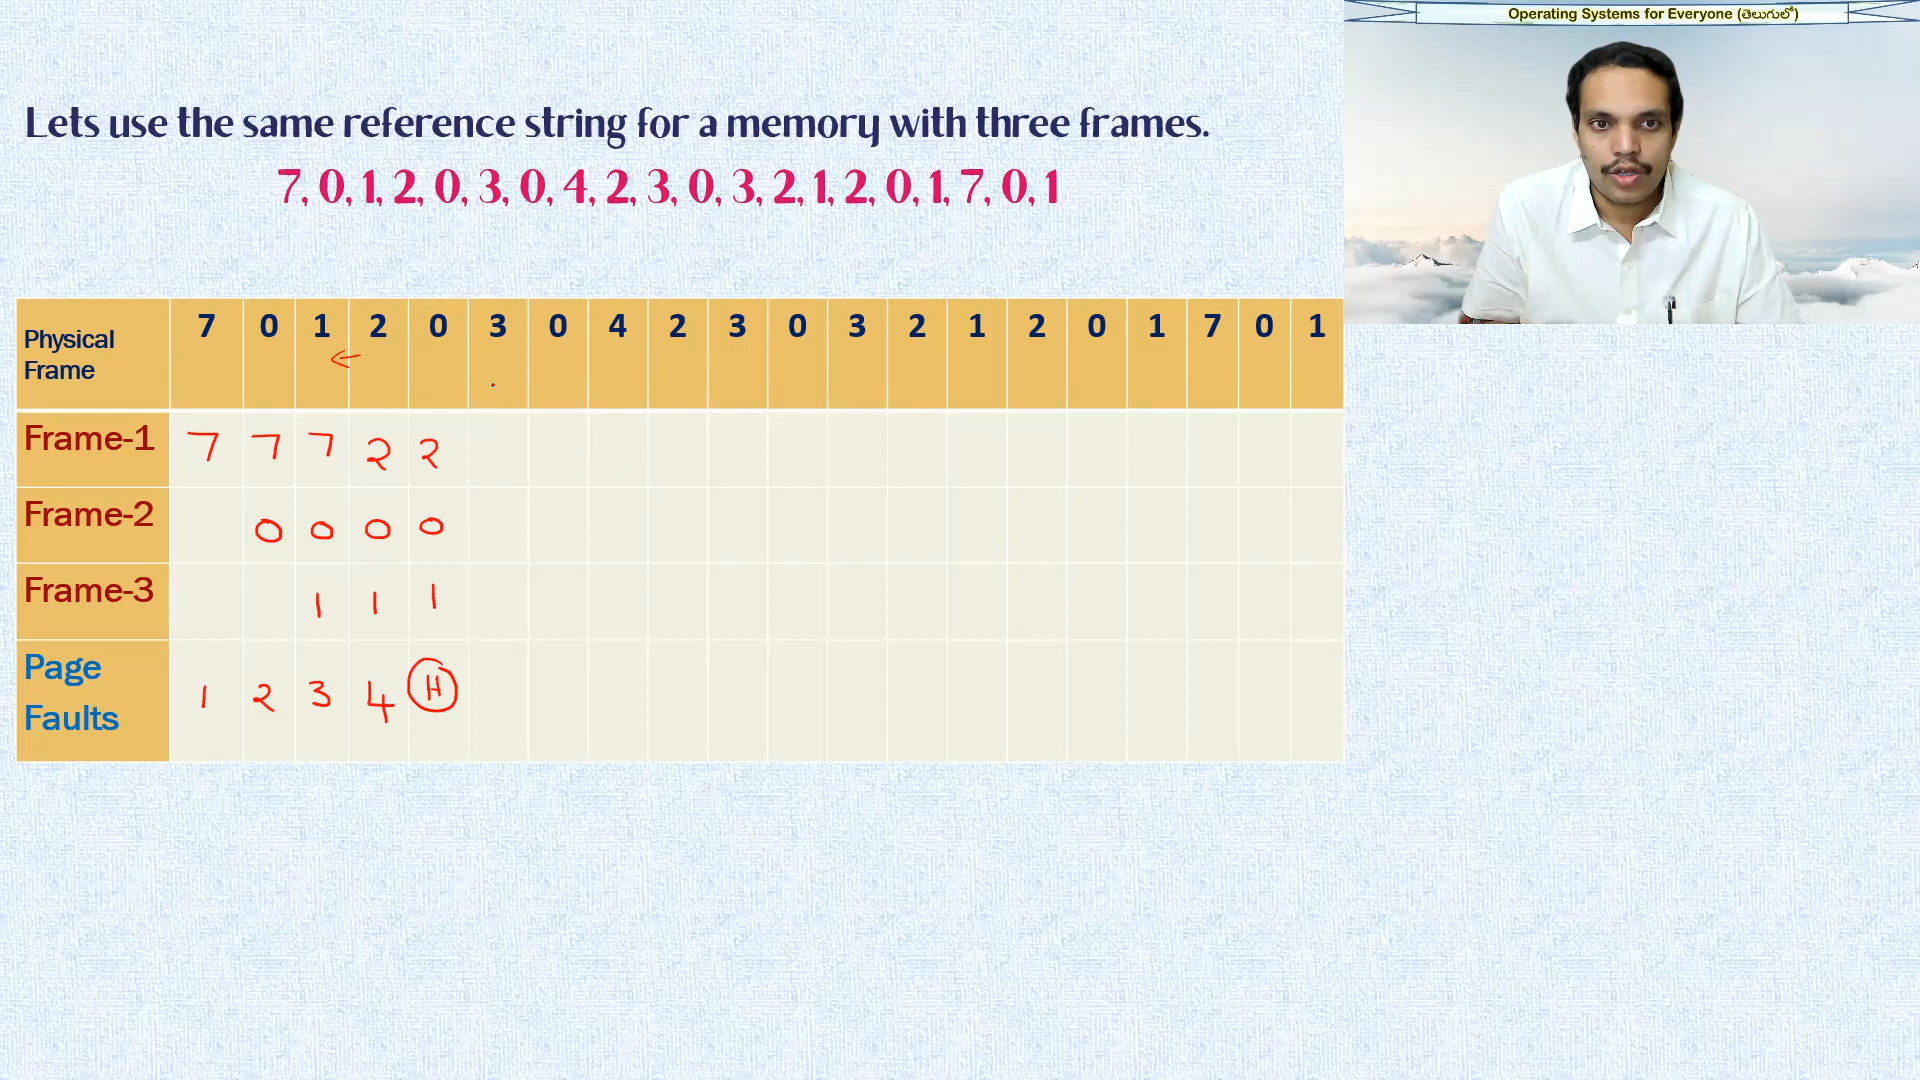 Operating Systems for Everyone (తెలుగులో)
Lets use the same reference string for a memory with three frames.
7, 0, 1, 2, 0, 3, 0, 4, 2, 3, 0, 3, 2, 1, 2, 0, 1, 7, 0, 1
Physical Frame 7 0 1 2 0 3 0 4 2 3 0 3 2 1 2 0 1 7 0 1
Frame-1 7 7 7 2 2
Frame-2 0 0 0 0
Frame-3 1 1 1
Page Faults 1 2 3 4 H